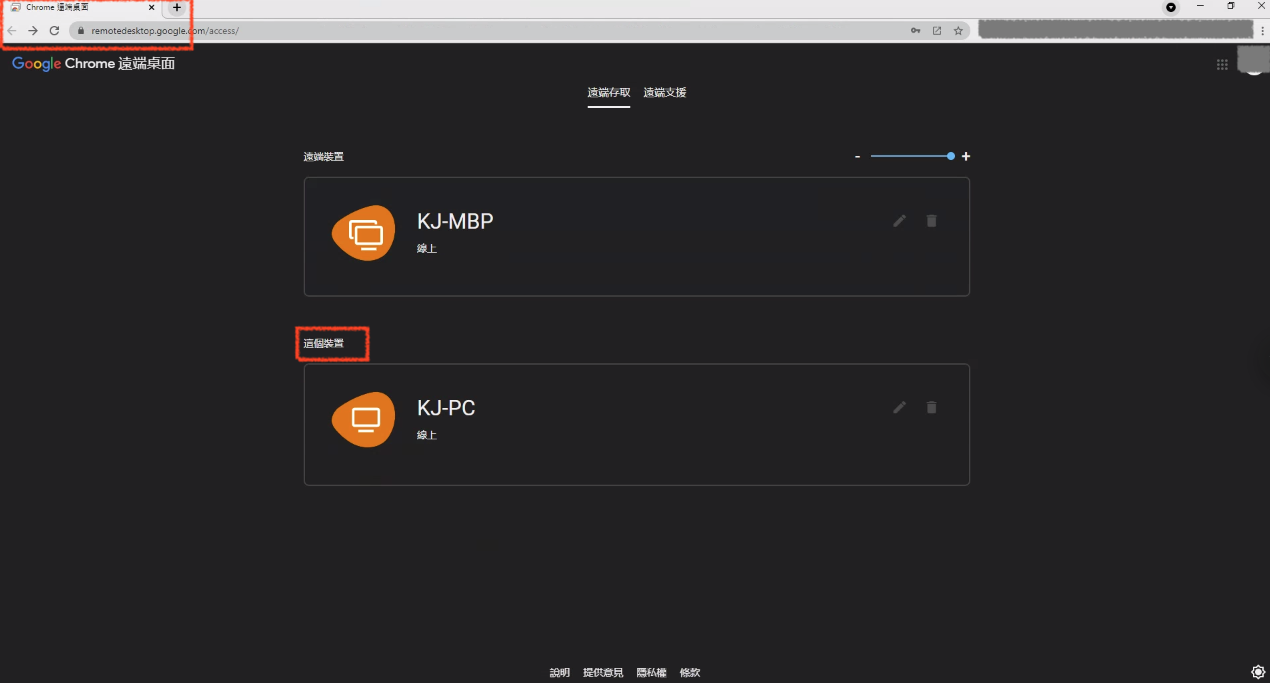 Chrome 遠端桌面
remotedesktop.google.com/access/
Google Chrome 遠端桌面
遠端存取 遠端支援
遠端裝置
- +
KJ-MBP
線上
這個裝置
KJ-PC
線上
說明 提供意見 隱私權 條款